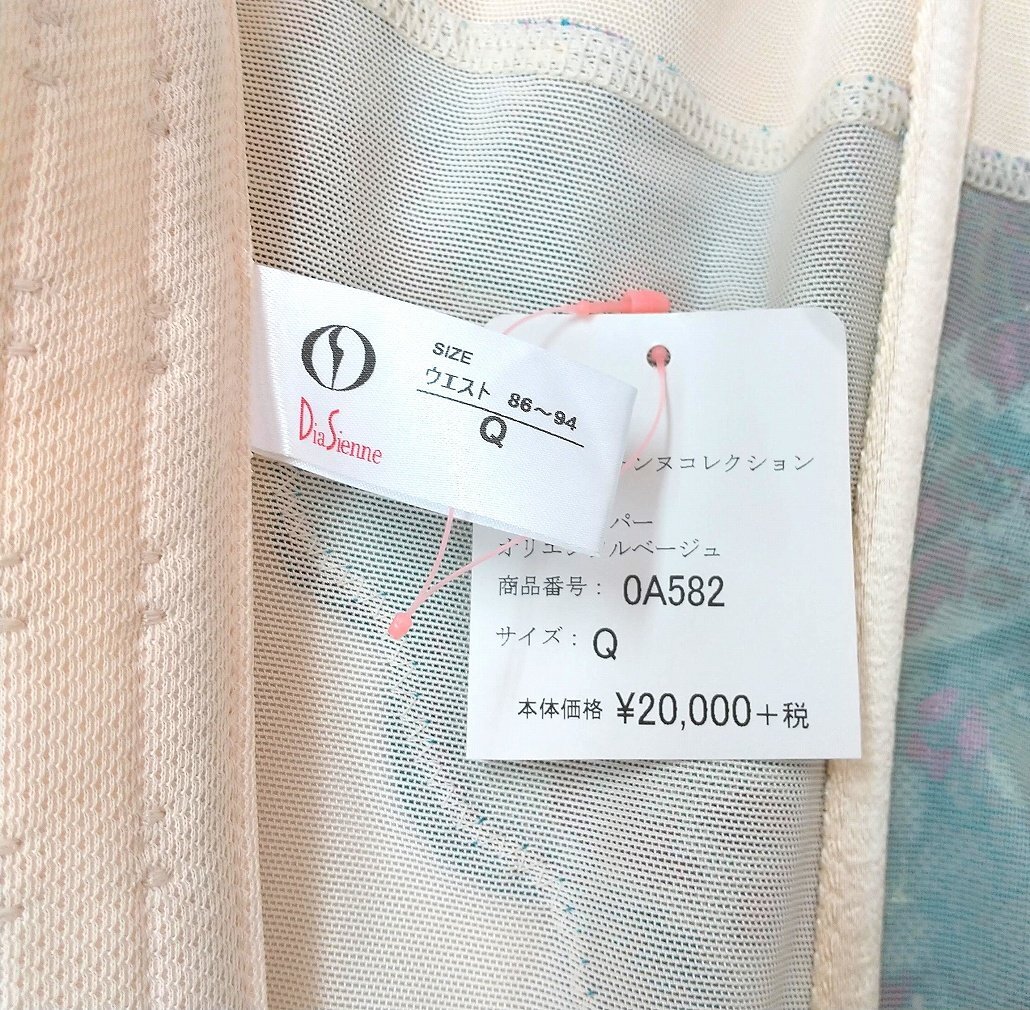 DiaSienne
SIZE
ウエスト 86～94
Q
ンヌコレクション
パー
オリエンタルベージュ
商品番号： 0A582
サイズ： Q
本体価格 ¥20,000＋税